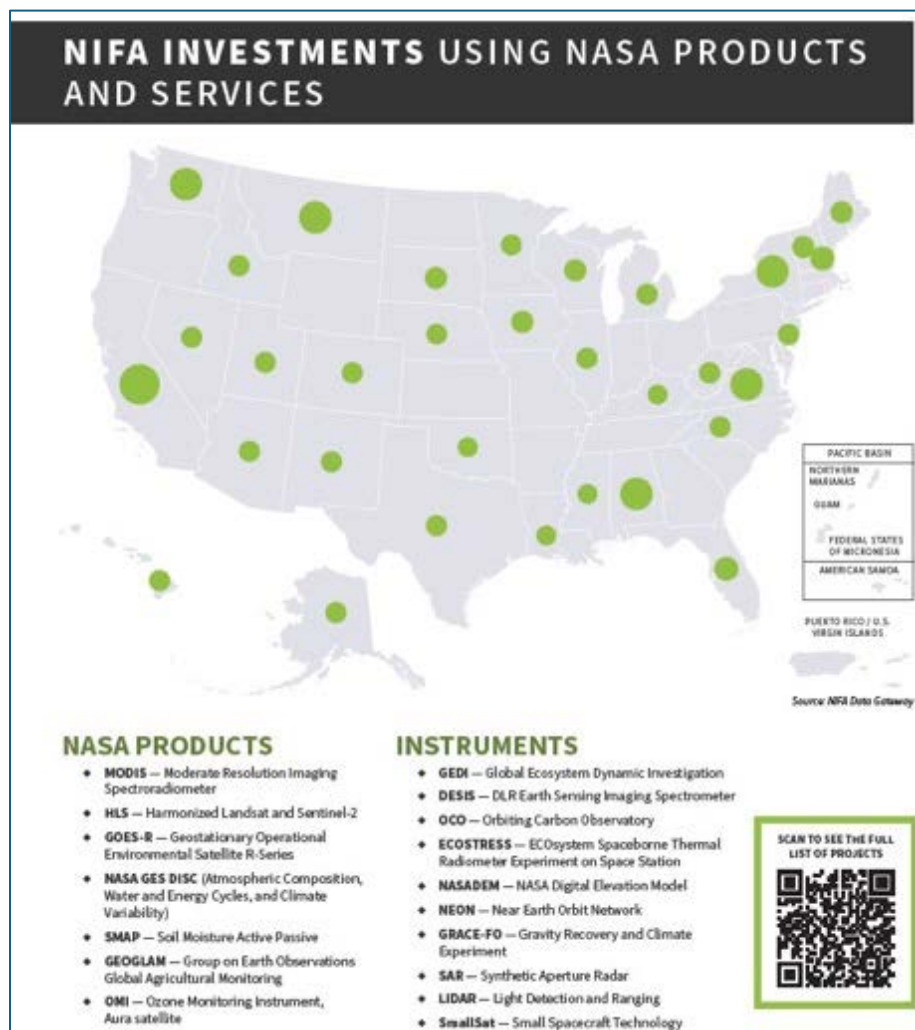 NIFA INVESTMENTS USING NASA PRODUCTS
AND SERVICES
PACIFIC BASIN
NORTHERN
MARIANAS
GUAM
FEDERAL STATES
OF MICRONESIA
AMERICAN SAMOA
PUERTO RICO / U.S.
VIRGIN ISLANDS
Source: NIFA Data Gateway
NASA PRODUCTS
◆ MODIS — Moderate Resolution Imaging
Spectroradiometer
◆ HLS — Harmonized Landsat and Sentinel-2
◆ GOES-R — Geostationary Operational
Environmental Satellite R-Series
◆ NASA GES DISC (Atmospheric Composition,
Water and Energy Cycles, and Climate
Variability)
◆ SMAP — Soil Moisture Active Passive
◆ GEOGLAM — Group on Earth Observations
Global Agricultural Monitoring
◆ OMI — Ozone Monitoring Instrument,
Aura satellite
INSTRUMENTS
◆ GEDI — Global Ecosystem Dynamic Investigation
◆ DESIS — DLR Earth Sensing Imaging Spectrometer
◆ OCO — Orbiting Carbon Observatory
◆ ECOSTRESS — ECOsystem Spaceborne Thermal
Radiometer Experiment on Space Station
◆ NASADEM — NASA Digital Elevation Model
◆ NEON — Near Earth Orbit Network
◆ GRACE-FO — Gravity Recovery and Climate
Experiment
◆ SAR — Synthetic Aperture Radar
◆ LIDAR — Light Detection and Ranging
◆ SmallSat — Small Spacecraft Technology
SCAN TO SEE THE FULL
LIST OF PROJECTS